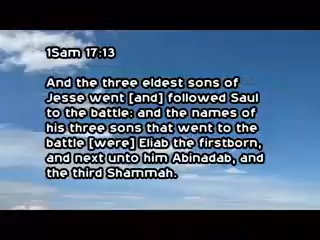 1Sam 17:13
And the three eldest sons of
Jesse went [and] followed Saul
to the battle: and the names of
his three sons that went to the
battle [were] Eliab the firstborn,
and next unto him Abinadab, and
the third Shammah.